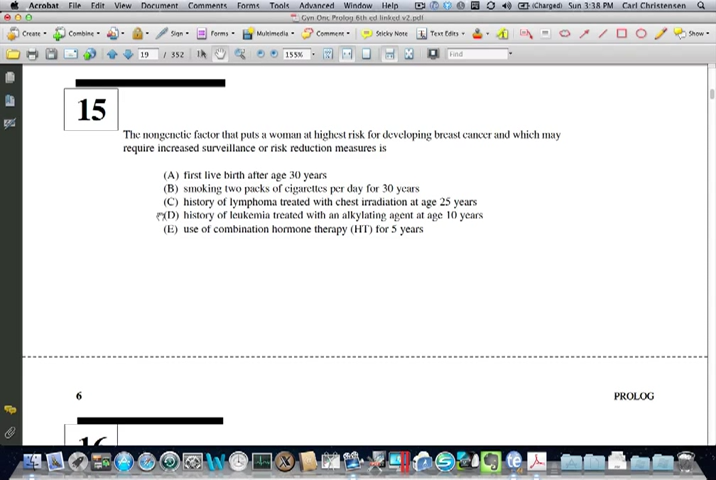 Acrobat File Edit View Document Comments Forms Tools Advanced Window Help (Charged) Sun 3:38 PM Carl Christensen
Gyn Onc Prolog 6th ed linked v2.pdf
Create Combine Sign Forms Multimedia Comment Sticky Note Text Edits Show
19 / 352 155% Find
15
The nongenetic factor that puts a woman at highest risk for developing breast cancer and which may
require increased surveillance or risk reduction measures is
(A) first live birth after age 30 years
(B) smoking two packs of cigarettes per day for 30 years
(C) history of lymphoma treated with chest irradiation at age 25 years
(D) history of leukemia treated with an alkylating agent at age 10 years
(E) use of combination hormone therapy (HT) for 5 years
6 PROLOG
16